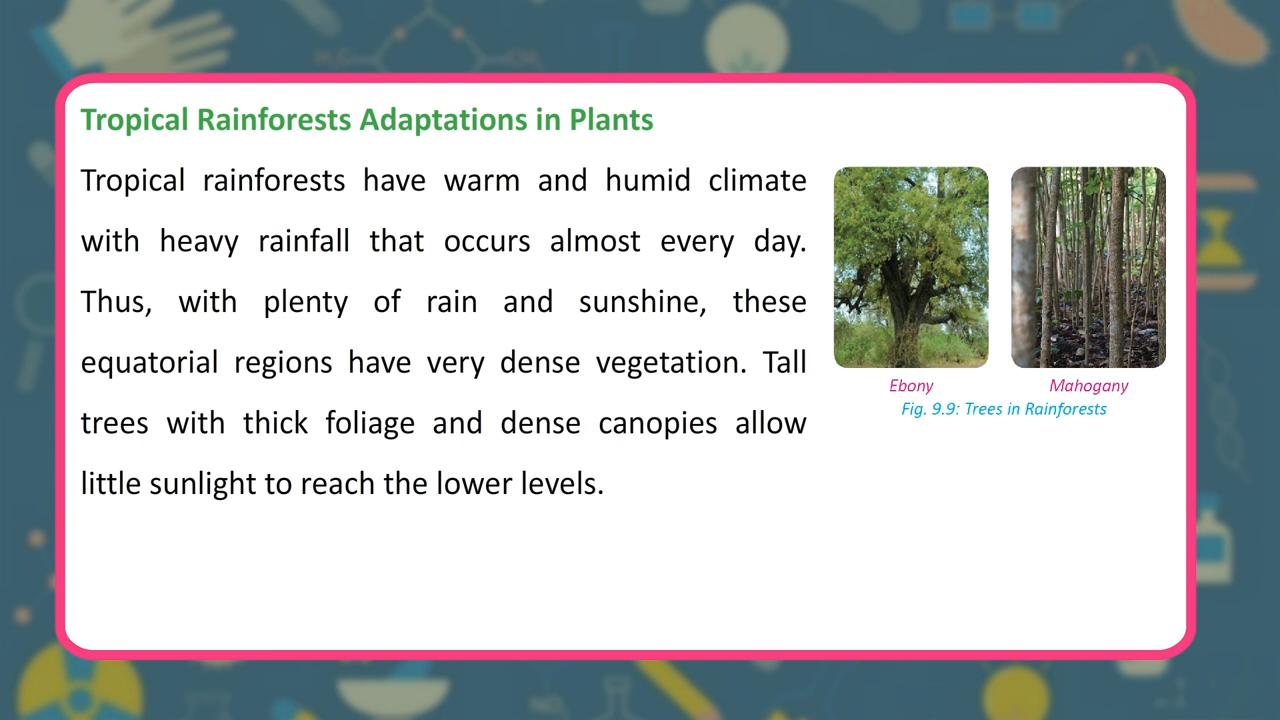 Tropical Rainforests Adaptations in Plants
Tropical rainforests have warm and humid climate
with heavy rainfall that occurs almost every day.
Thus, with plenty of rain and sunshine, these
equatorial regions have very dense vegetation. Tall
trees with thick foliage and dense canopies allow
little sunlight to reach the lower levels.
Ebony
Mahogany
Fig. 9.9: Trees in Rainforests